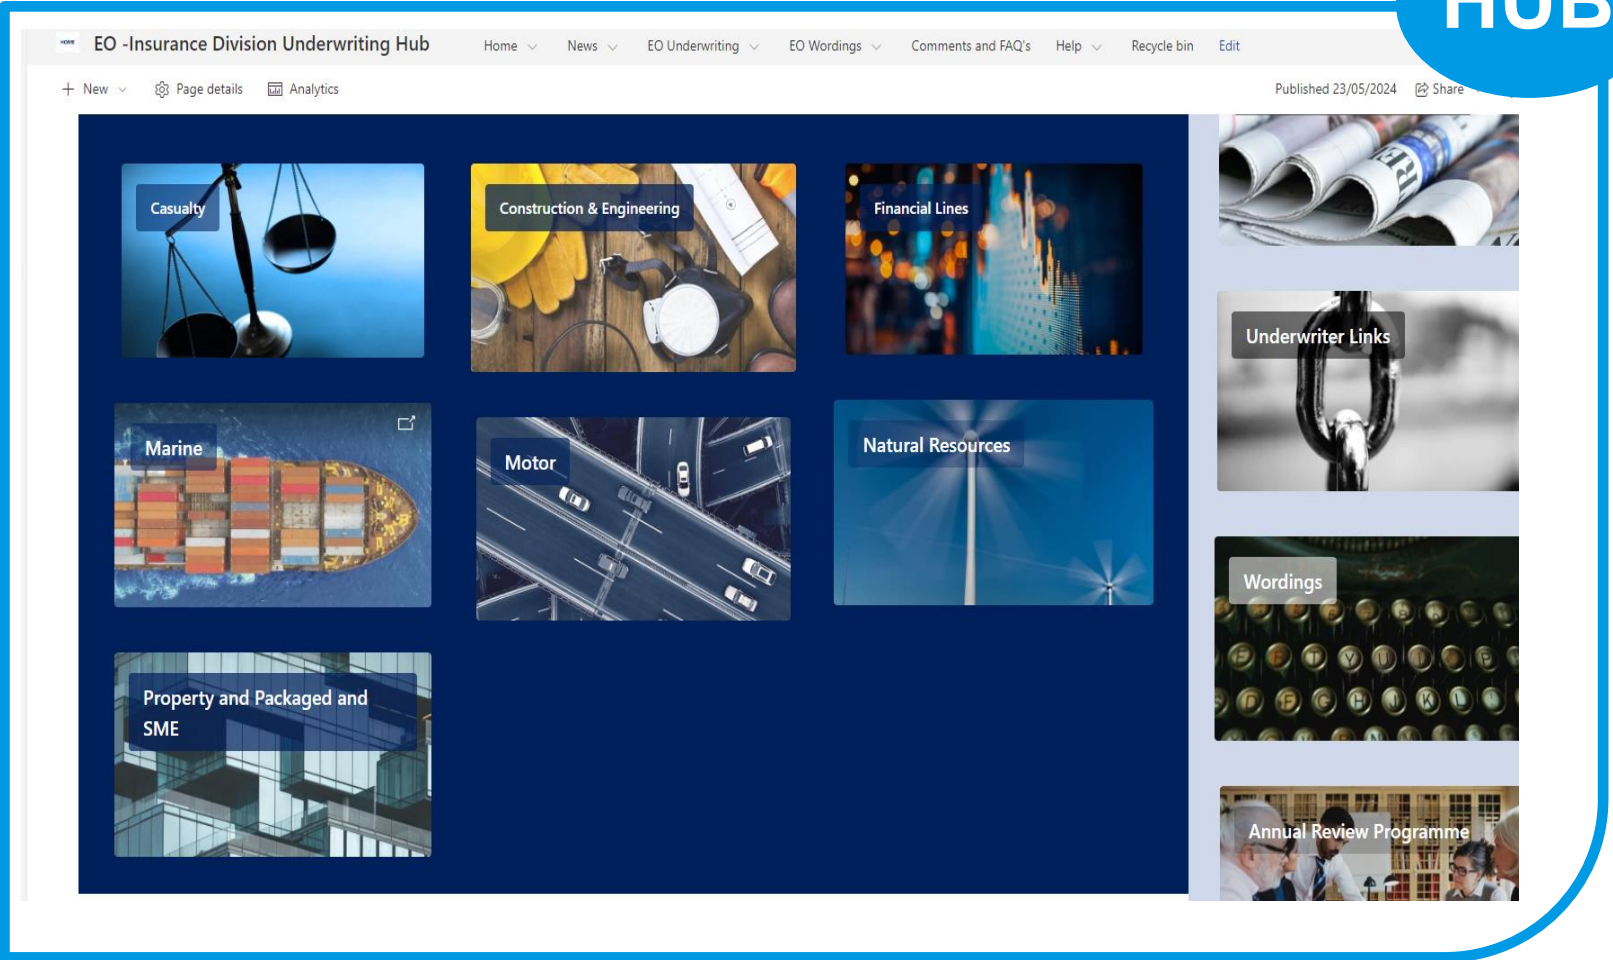 HUB
HOME
EO -Insurance Division Underwriting Hub
Home
News
EO Underwriting
EO Wordings
Comments and FAQ's
Help
Recycle bin
Edit
New
Page details
Analytics
Published 23/05/2024
Share
Casualty
Construction & Engineering
Financial Lines
Marine
Motor
Natural Resources
Property and Packaged and
SME
Underwriter Links
Wordings
Annual Review Programme